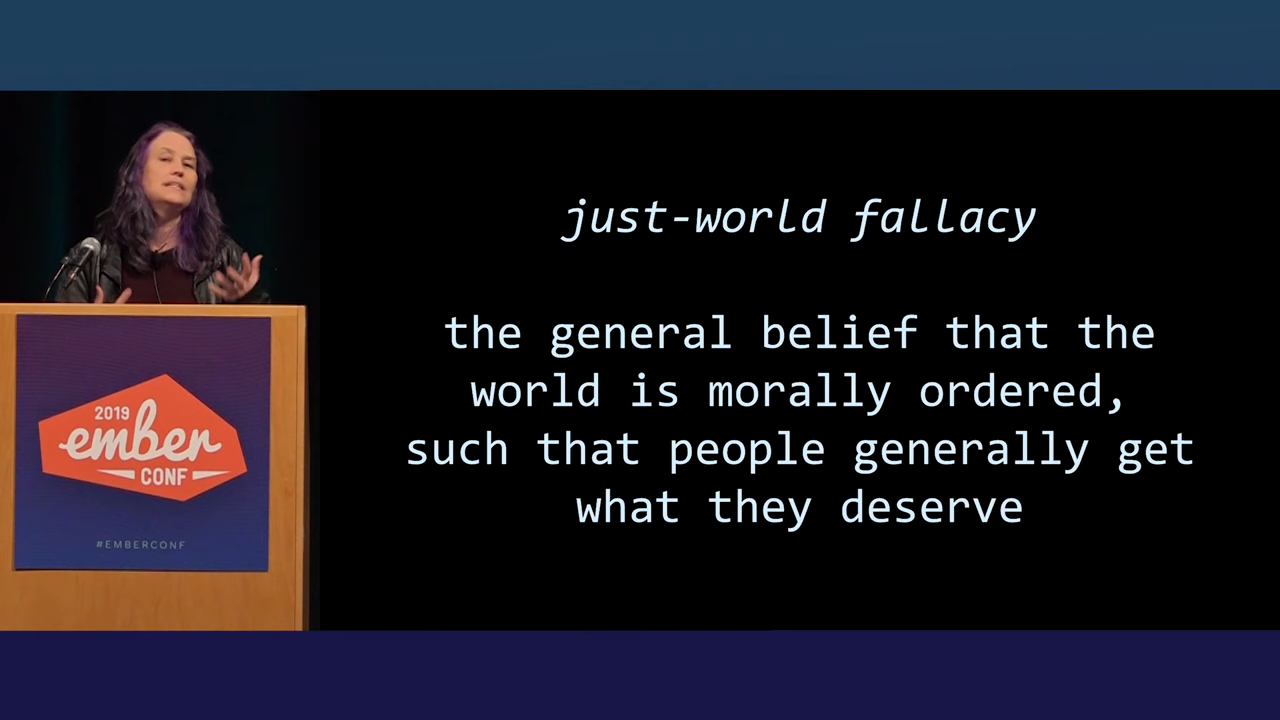 2019
ember
CONF
#EMBERCONF
just-world fallacy
the general belief that the
world is morally ordered,
such that people generally get
what they deserve